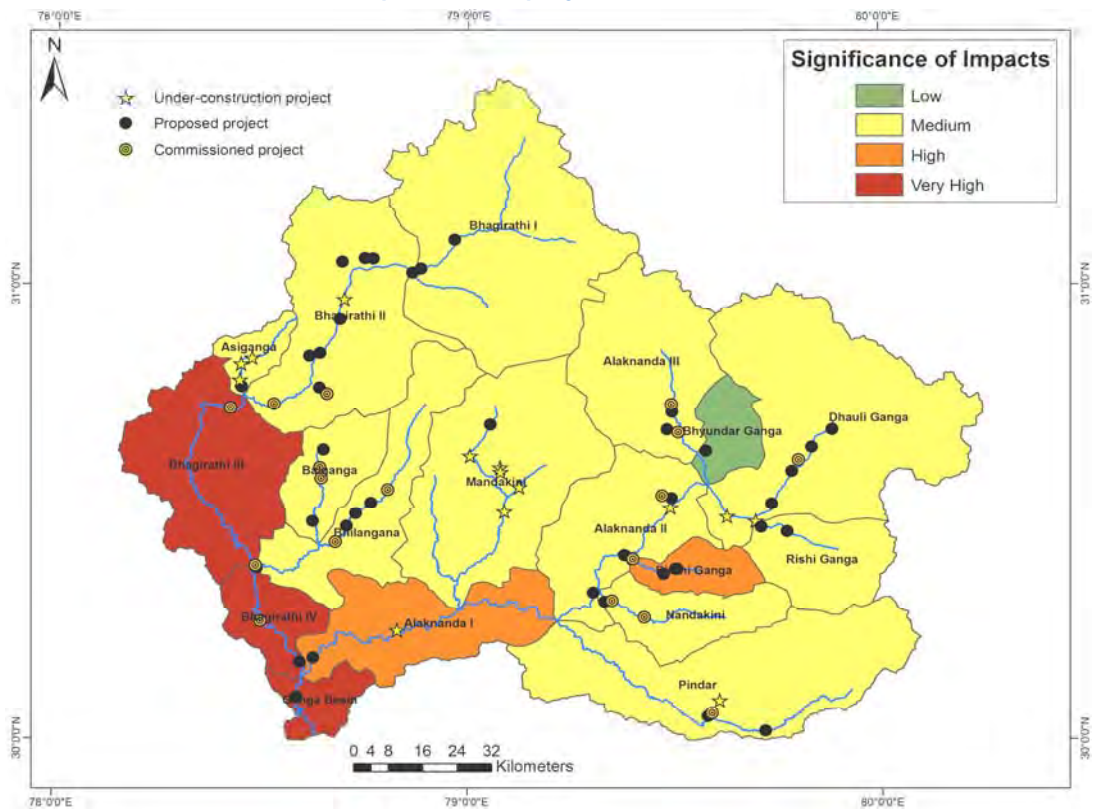 78°0'0"E
79°0'0"E
80°0'0"E
N
Under-construction project
Proposed project
Commissioned project
Significance of Impacts
Low
Medium
High
Very High
31°0'0"N
31°0'0"N
Bhagirathi I
Bhagirathi II
Asiganga
Alaknanda III
Bhyundar Ganga
Dhauli Ganga
Bhagirathi III
Balganga
Mandakini
Bhilangana
Alaknanda II
Rishi Ganga
Ganga
Nandakini
Bhagirathi IV
Alaknanda I
Pindar
Ganga Basin
30°0'0"N
30°0'0"N
0 4 8 16 24 32
Kilometers
78°0'0"E
79°0'0"E
80°0'0"E